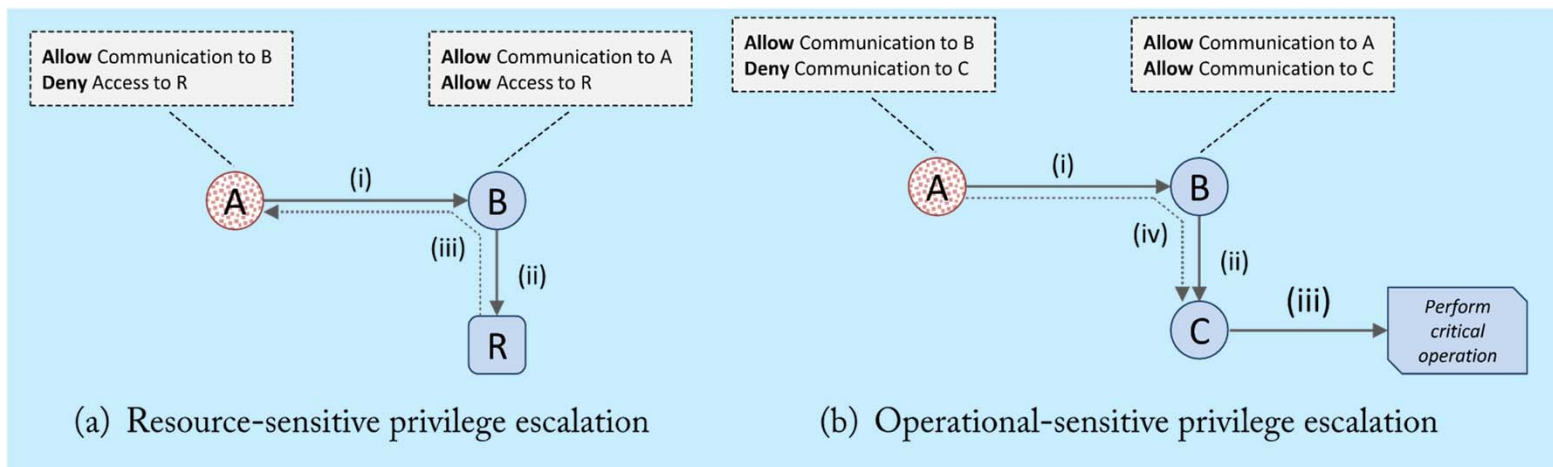 Allow Communication to B
Deny Access to R
Allow Communication to A
Allow Access to R
(i)
A
B
(iii)
(ii)
R
(a) Resource-sensitive privilege escalation
Allow Communication to B
Deny Communication to C
Allow Communication to A
Allow Communication to C
(i)
A
B
(iv)
(ii)
C
(iii)
Perform
critical
operation
(b) Operational-sensitive privilege escalation